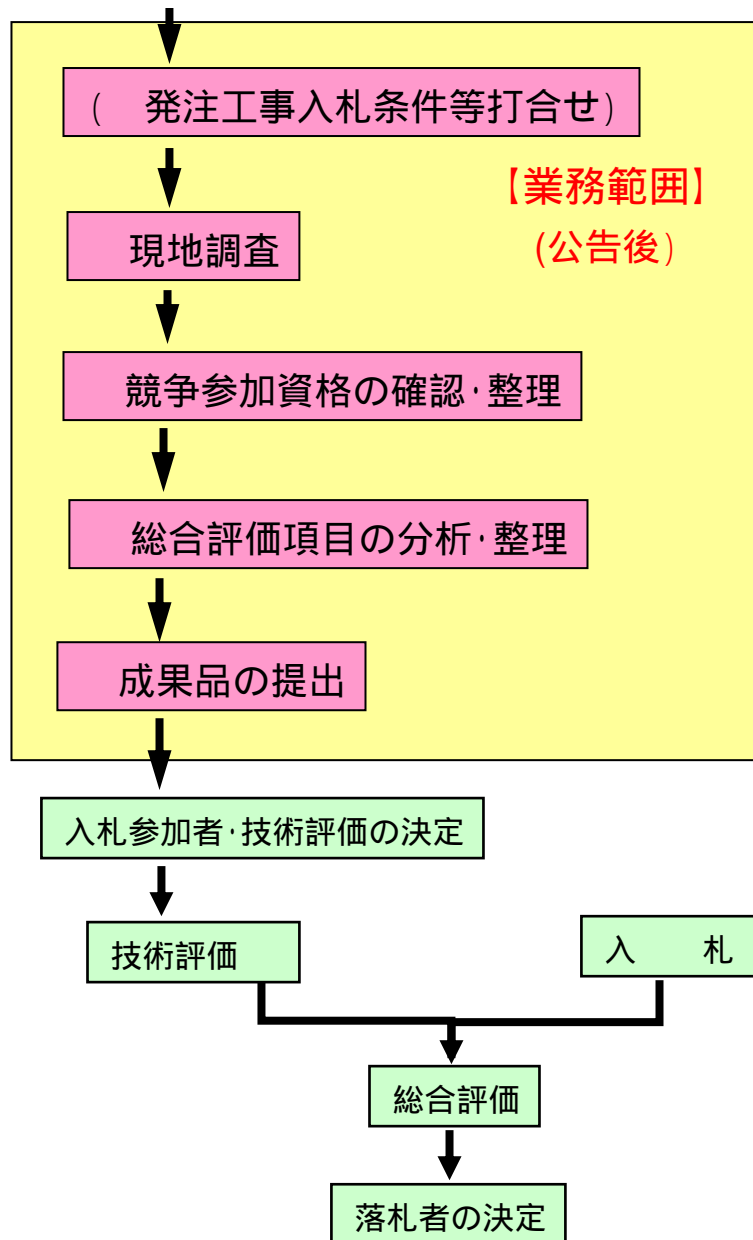 (　発注工事入札条件等打合せ)
【業務範囲】
(公告後)
現地調査
競争参加資格の確認・整理
総合評価項目の分析・整理
成果品の提出
入札参加者・技術評価の決定
技術評価
入　　札
総合評価
落札者の決定